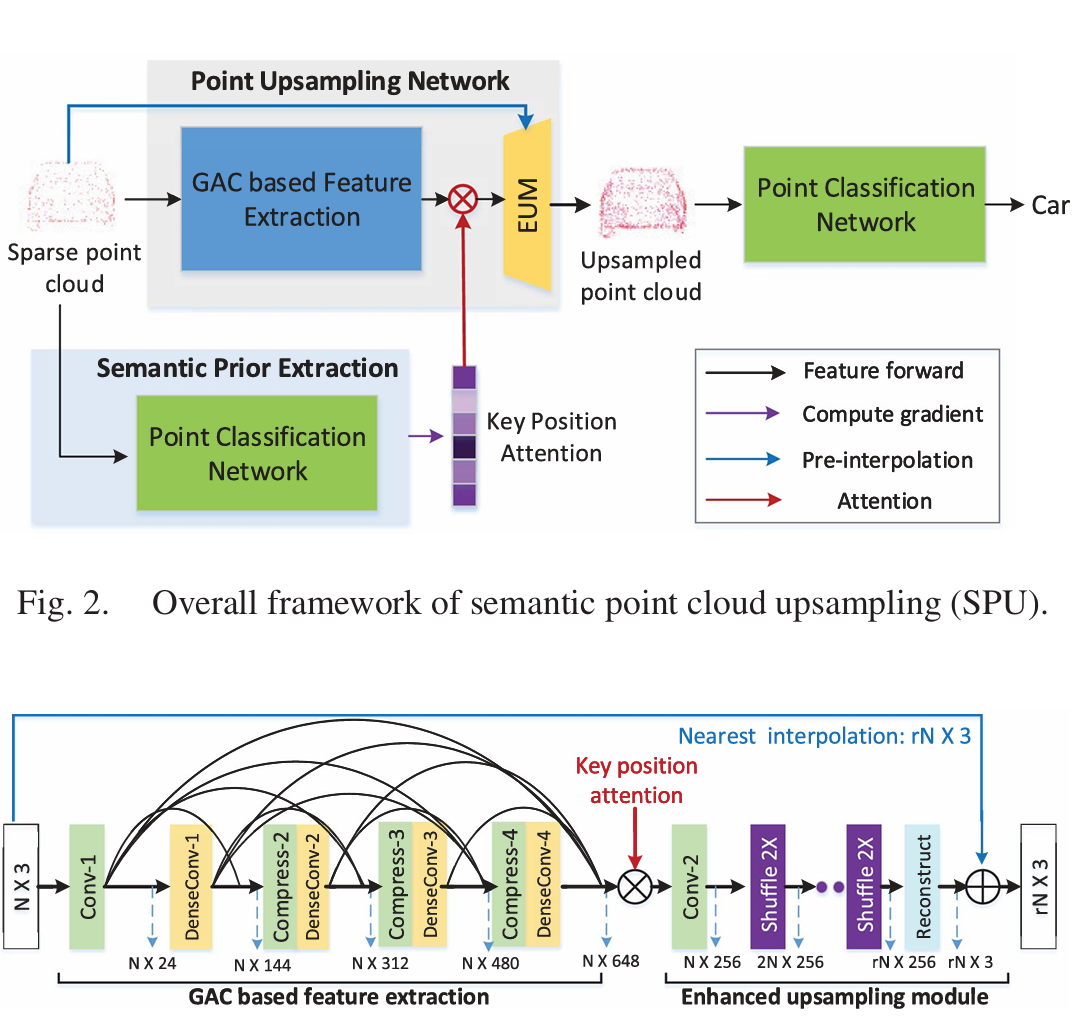 Point Upsampling Network
GAC based Feature
Extraction
EUM
Point Classification
Network
Car
Sparse point
cloud
Upsampled
point cloud
Semantic Prior Extraction
Point Classification
Network
Key Position
Attention
Feature forward
Compute gradient
Pre-interpolation
Attention
Fig. 2. Overall framework of semantic point cloud upsampling (SPU).
Nearest interpolation: rN X 3
Key position
attention
N X 3
Conv-1
DenseConv-1
Compress-2
DenseConv-2
Compress-3
DenseConv-3
Compress-4
DenseConv-4
Conv-2
Shuffle 2X
Shuffle 2X
Reconstruct
rN X 3
N X 24
N X 144
N X 312
N X 480
N X 648
N X 256
2N X 256
rN X 256
rN X 3
GAC based feature extraction
Enhanced upsampling module